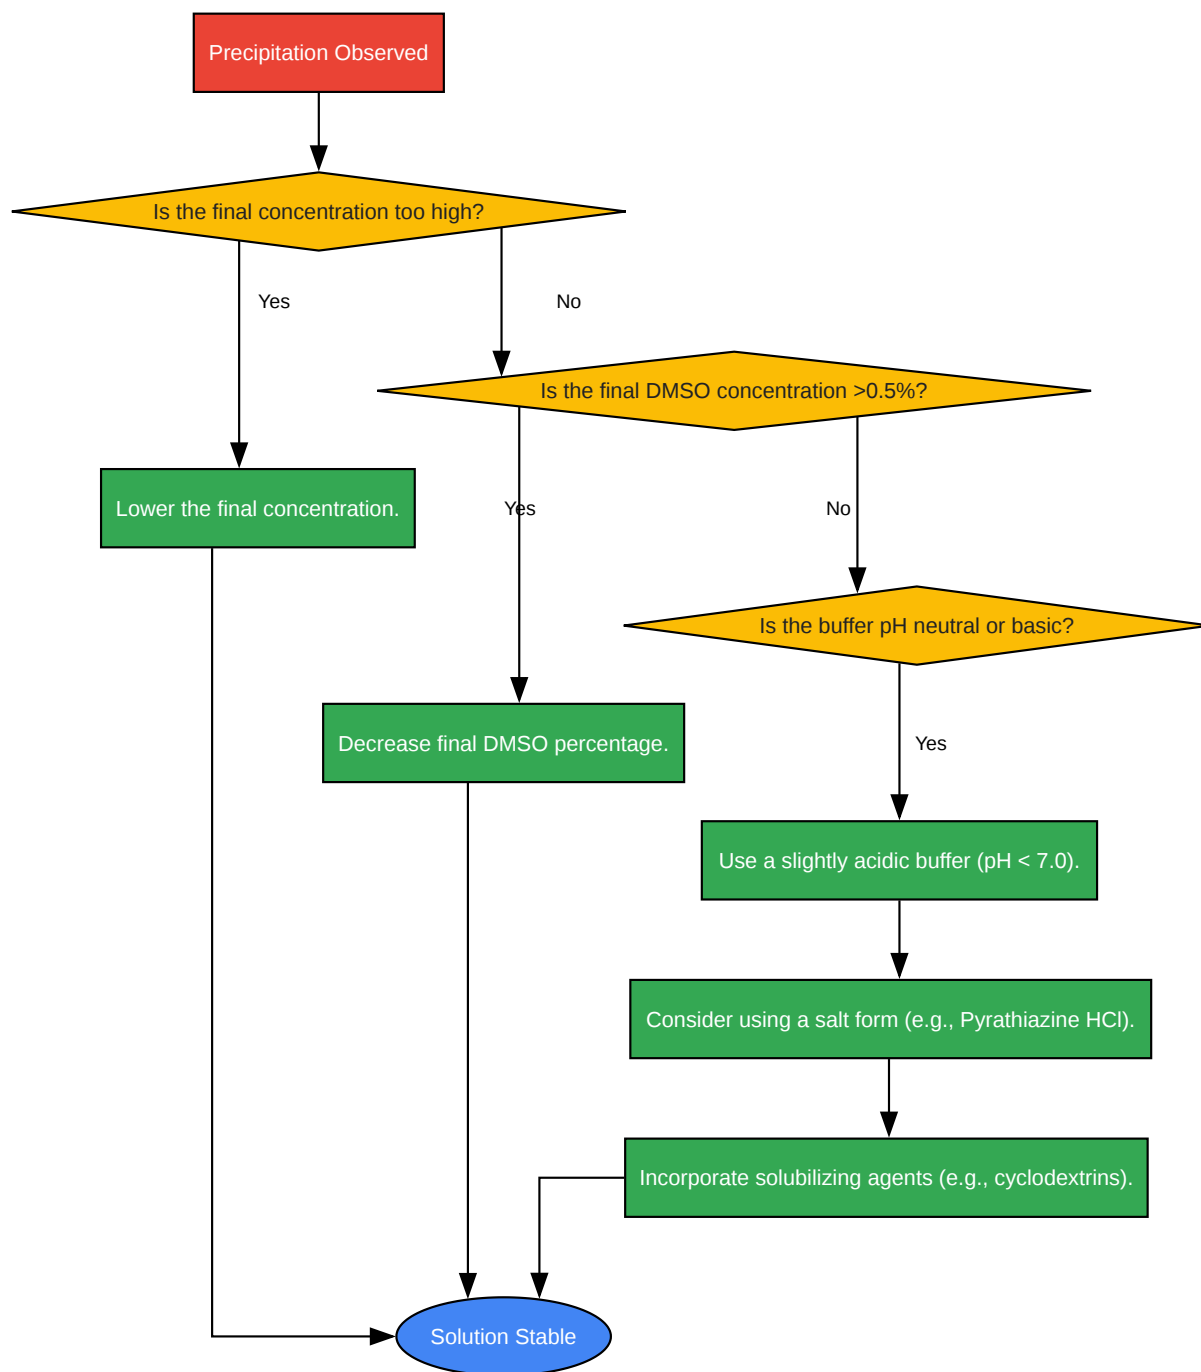 Precipitation Observed
Is the final concentration too high?
Yes
No
Is the final DMSO concentration >0.5%?
Lower the final concentration.
Yes
No
Is the buffer pH neutral or basic?
Decrease final DMSO percentage.
Yes
Use a slightly acidic buffer (pH < 7.0).
Consider using a salt form (e.g., Pyrathiazine HCl).
Incorporate solubilizing agents (e.g., cyclodextrins).
Solution Stable